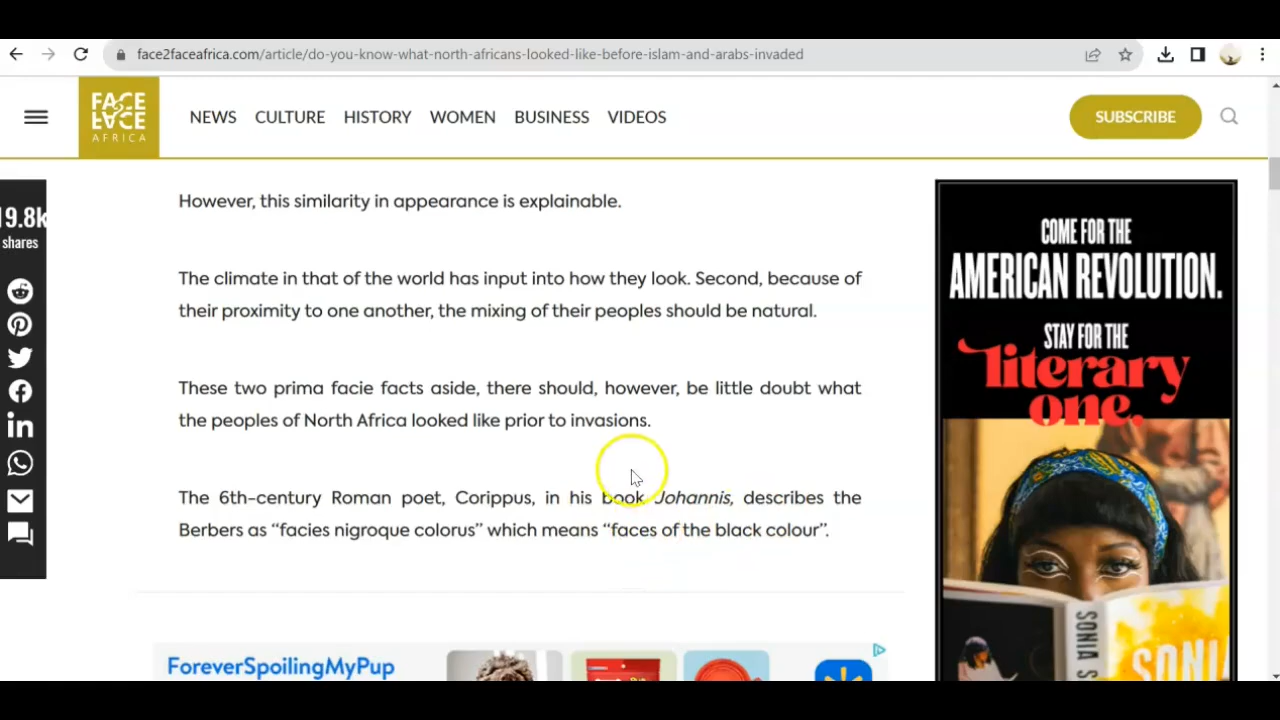 face2faceafrica.com/article/do-you-know-what-north-africans-looked-like-before-islam-and-arabs-invaded
FACE
2
FACE
AFRICA
NEWS CULTURE HISTORY WOMEN BUSINESS VIDEOS
SUBSCRIBE
19.8k
shares
However, this similarity in appearance is explainable.
The climate in that of the world has input into how they look. Second, because of
their proximity to one another, the mixing of their peoples should be natural.
These two prima facie facts aside, there should, however, be little doubt what
the peoples of North Africa looked like prior to invasions.
The 6th-century Roman poet, Corippus, in his book Johannis, describes the
Berbers as “facies nigroque colorus” which means “faces of the black colour”.
ForeverSpoilingMyPup
COME FOR THE
AMERICAN REVOLUTION.
STAY FOR THE
literary
one.
SONIA S
SONI